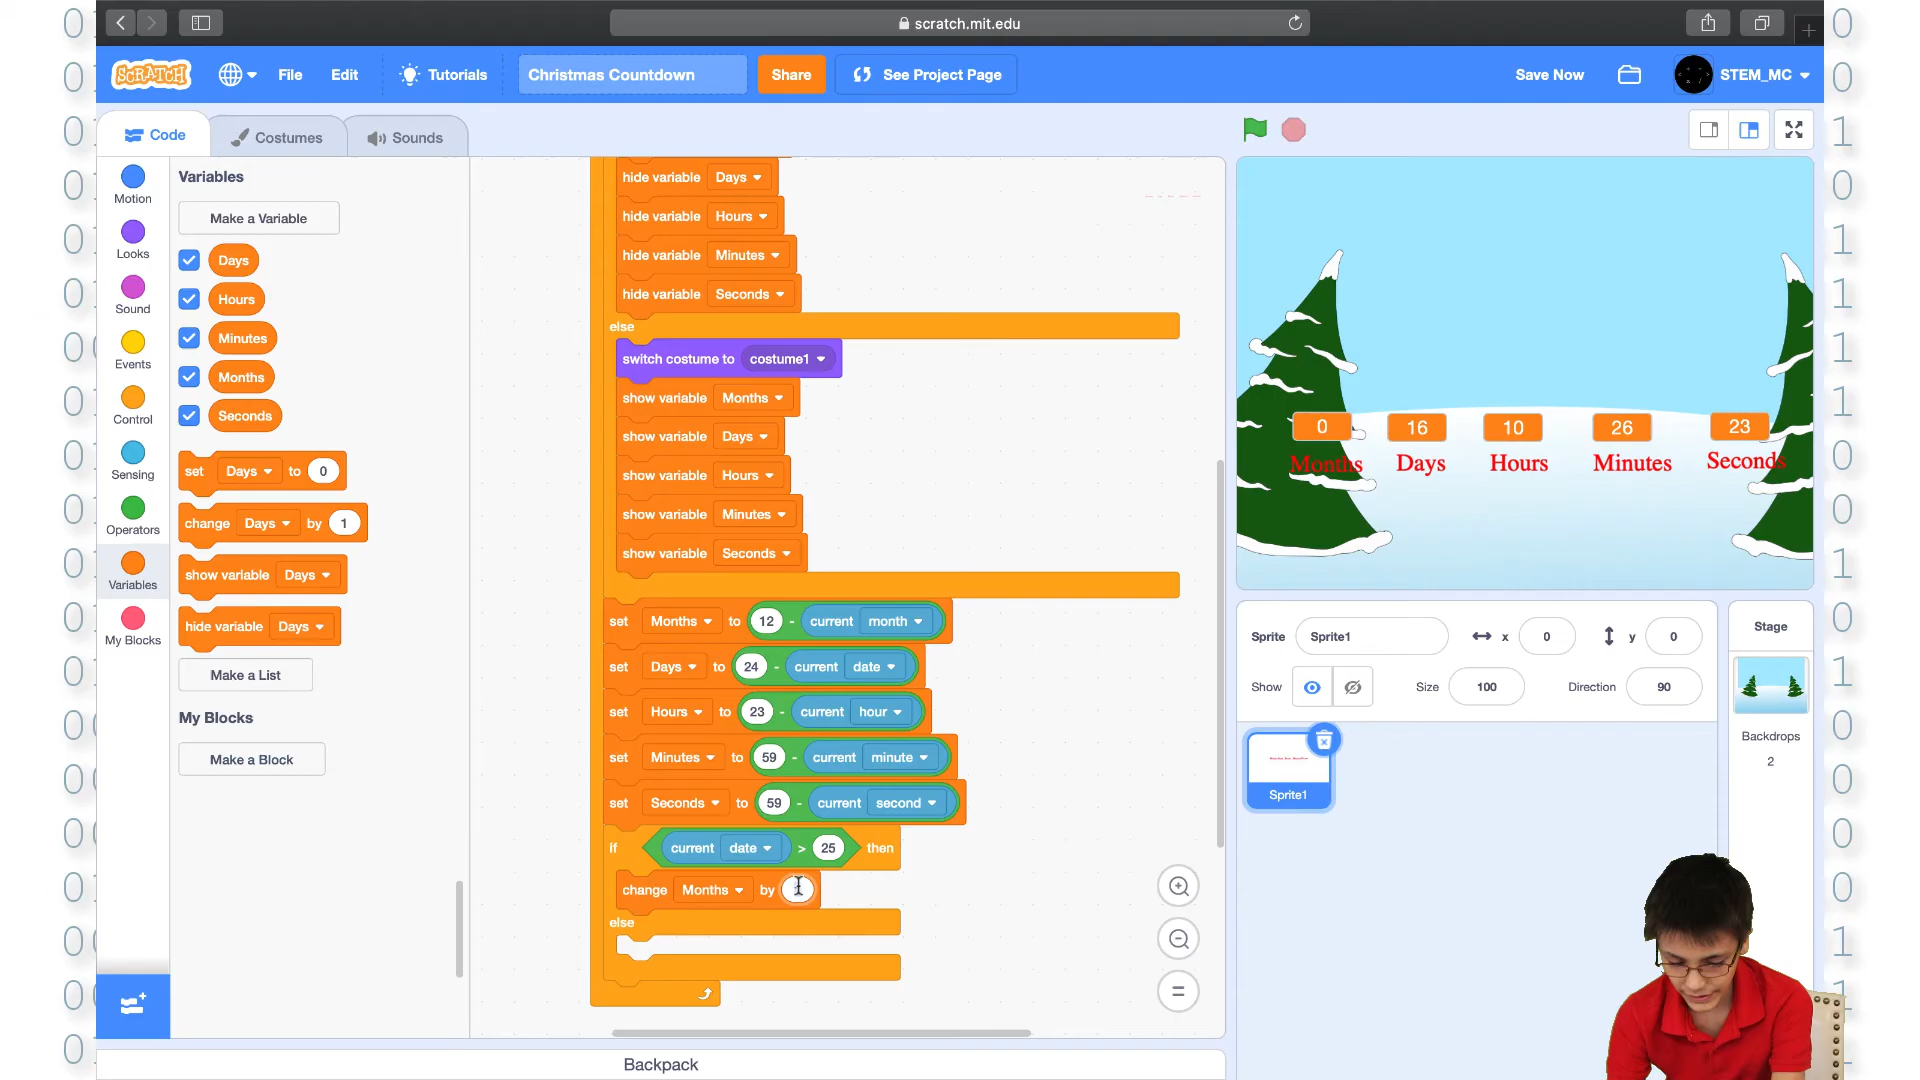 scratch.mit.edu
SCRATCH
File
Edit
Tutorials
Christmas Countdown
Share
See Project Page
Save Now
STEM_MC
Code
Costumes
Sounds
Motion
Looks
Sound
Events
Control
Sensing
Operators
Variables
My Blocks
Variables
Make a Variable
Days
Hours
Minutes
Months
Seconds
set Days to 0
change Days by 1
show variable Days
hide variable Days
Make a List
My Blocks
Make a Block
hide variable Days
hide variable Hours
hide variable Minutes
hide variable Seconds
else
switch costume to costume1
show variable Months
show variable Days
show variable Hours
show variable Minutes
show variable Seconds
set Months to 12 - current month
set Days to 24 - current date
set Hours to 23 - current hour
set Minutes to 59 - current minute
set Seconds to 59 - current second
if current date > 25 then
change Months by
else
Backpack
0 16 10 26 23
Months Days Hours Minutes Seconds
Sprite
Sprite1
x 0
y 0
Show
Size 100
Direction 90
Sprite1
Stage
Backdrops
2